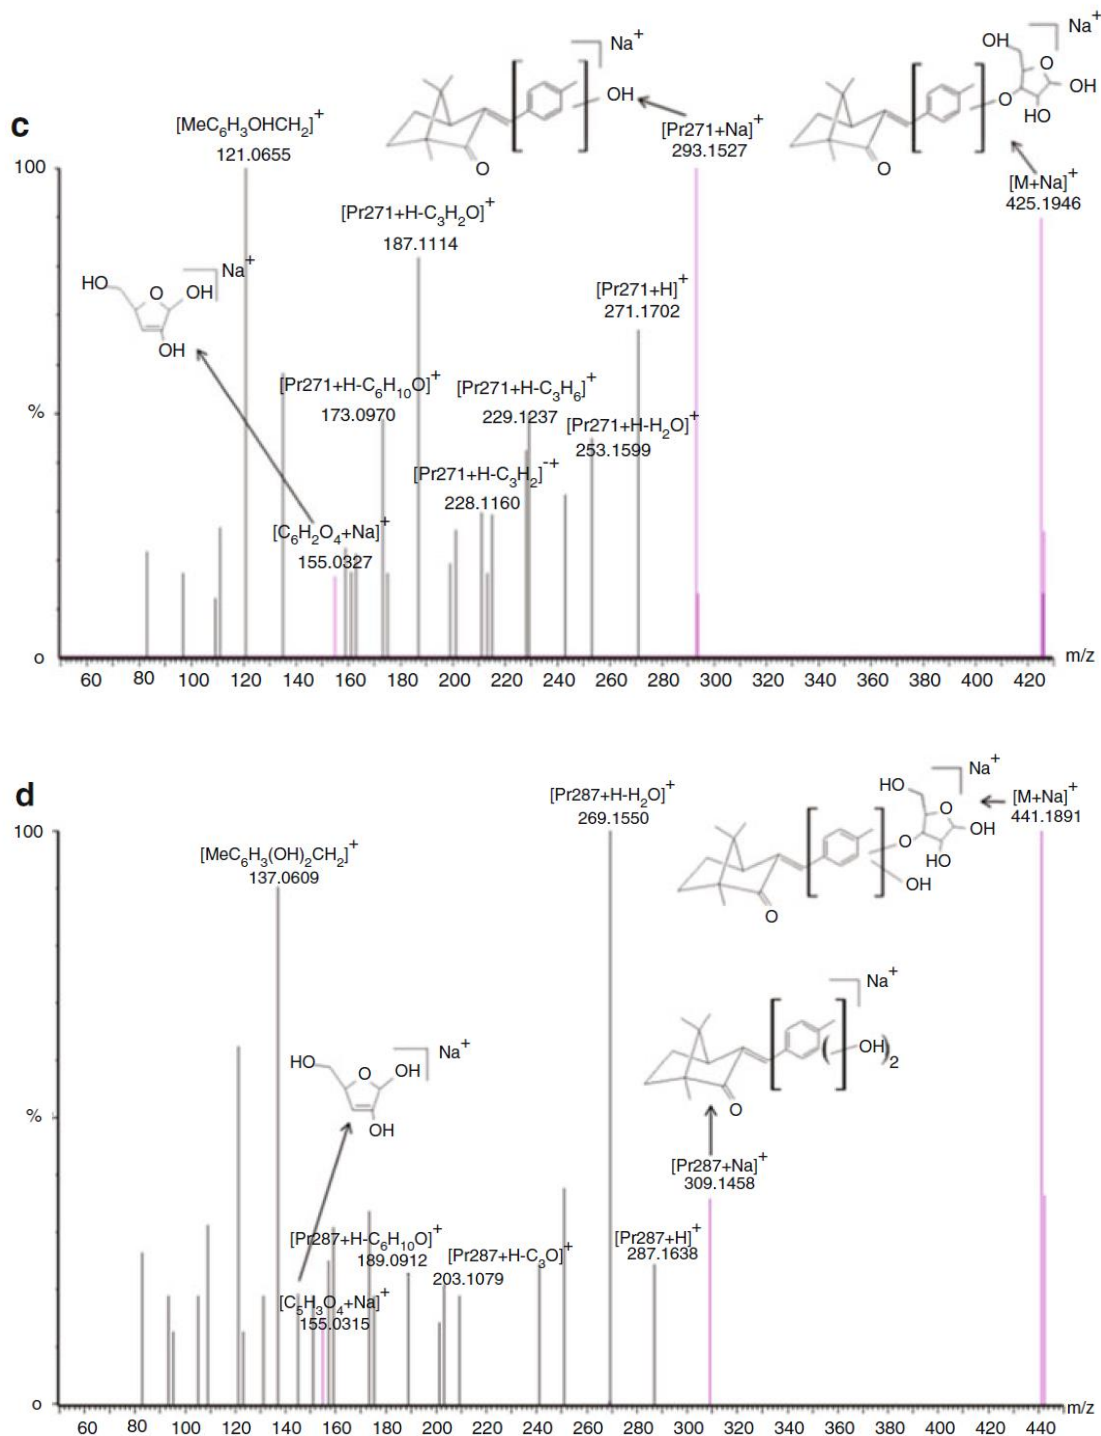 c
[MeC6H3OHCH2]+
121.0655
[Pr271+H-C3H2O]+
187.1114
Na+
OH
O
[Pr271+Na]+
293.1527
Na+
OH
O
OH
O
HO
O
[M+Na]+
425.1946
HO
Na+
O
OH
OH
[Pr271+H]+
271.1702
[Pr271+H-C6H10O]+
173.0970
[Pr271+H-C3H6]+
229.1237
[Pr271+H-H2O]+
253.1599
[Pr271+H-C3H2]-+
228.1160
[C6H2O4+Na]+
155.0327
100
%
o
60 80 100 120 140 160 180 200 220 240 260 280 300 320 340 360 380 400 420
m/z
d
[MeC6H3(OH)2CH2]+
137.0609
[Pr287+H-H2O]+
269.1550
Na+
HO
O
OH
O
HO
OH
O
[M+Na]+
441.1891
Na+
(OH)2
O
[Pr287+Na]+
309.1458
HO
Na+
O
OH
OH
[Pr287+H-C6H10O]+
189.0912
[Pr287+H-C3O]+
203.1079
[Pr287+H]+
287.1638
[C5H3O4+Na]+
155.0315
100
%
o
60 80 100 120 140 160 180 200 220 240 260 280 300 320 340 360 380 400 420 440
m/z